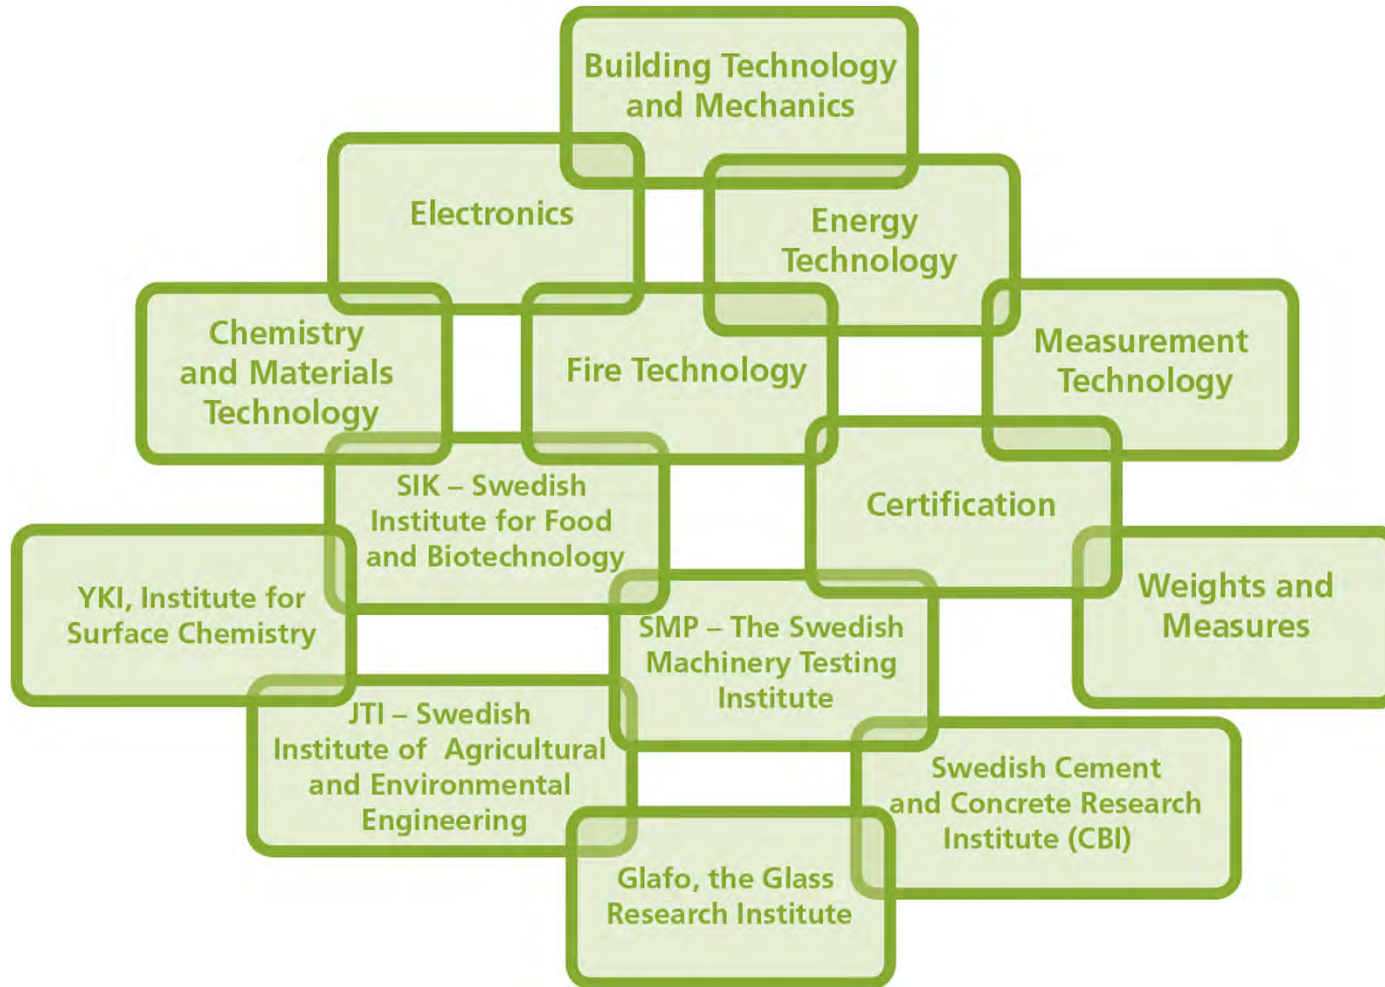 Building Technology
and Mechanics
Electronics
Energy
Technology
Chemistry
and Materials
Technology
Fire Technology
Measurement
Technology
SIK – Swedish
Institute for Food
and Biotechnology
Certification
YKI, Institute for
Surface Chemistry
SMP – The Swedish
Machinery Testing
Institute
Weights and
Measures
JTI – Swedish
Institute of Agricultural
and Environmental
Engineering
Swedish Cement
and Concrete Research
Institute (CBI)
Glafo, the Glass
Research Institute